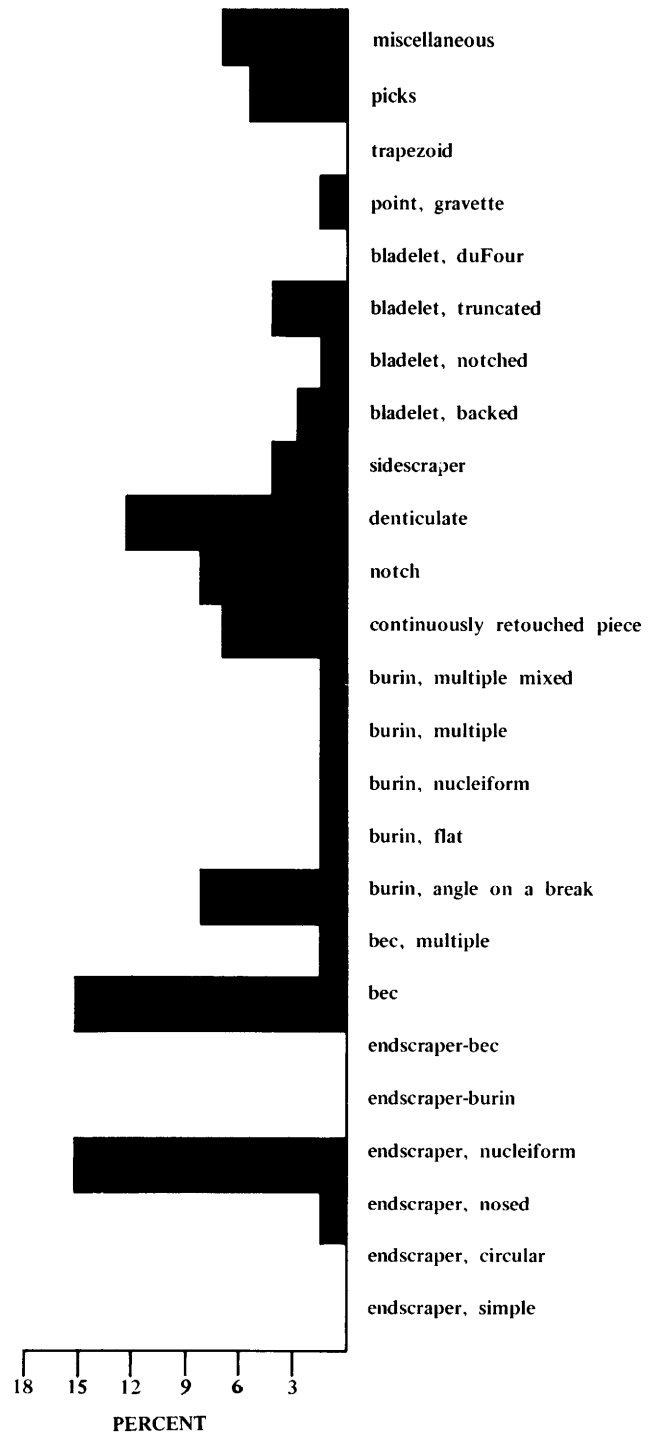 miscellaneous
picks
trapezoid
point, gravette
bladelet, duFour
bladelet, truncated
bladelet, notched
bladelet, backed
sidescraper
denticulate
notch
continuously retouched piece
burin, multiple mixed
burin, multiple
burin, nucleiform
burin, flat
burin, angle on a break
bec, multiple
bec
endscraper-bec
endscraper-burin
endscraper, nucleiform
endscraper, nosed
endscraper, circular
endscraper, simple
18 15 12 9 6 3
PERCENT